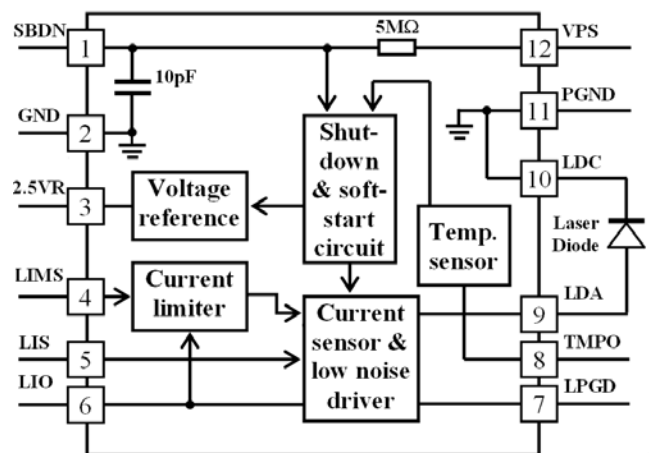 SBDN
1
5MΩ
12
VPS
10pF
GND
2
11
PGND
2.5VR
3
Voltage
reference
Shut-
down
& soft-
start
circuit
10
LDC
Laser
Diode
Temp.
sensor
LIMS
4
Current
limiter
Current
sensor &
low noise
driver
9
LDA
LIS
5
8
TMPO
LIO
6
7
LPGD